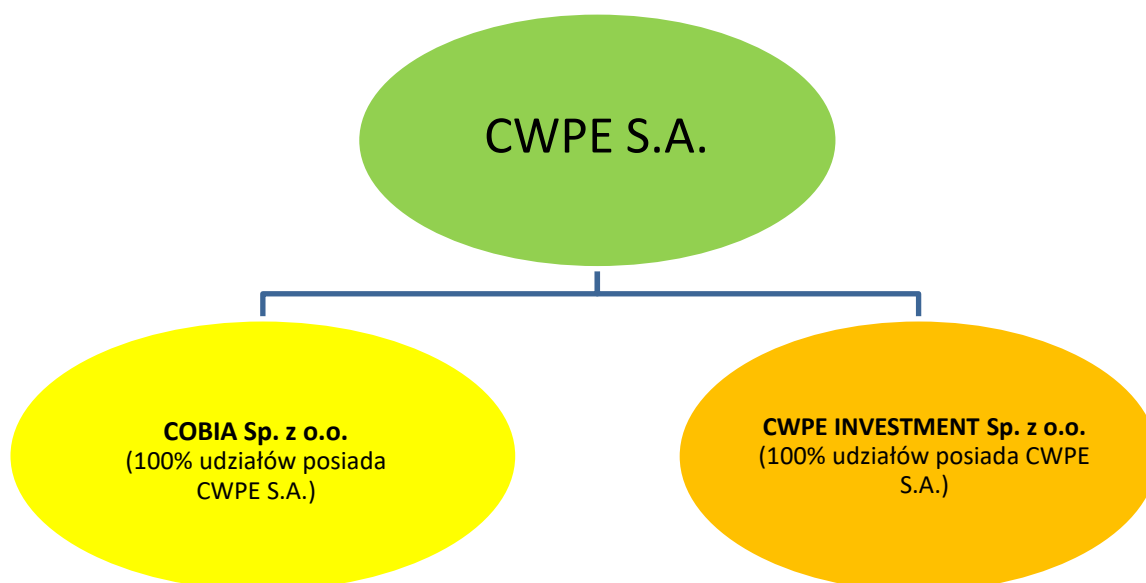 CWPE S.A.
COBIA Sp. z o.o.
(100% udziałów posiada
CWPE S.A.)
CWPE INVESTMENT Sp. z o.o.
(100% udziałów posiada CWPE
S.A.)